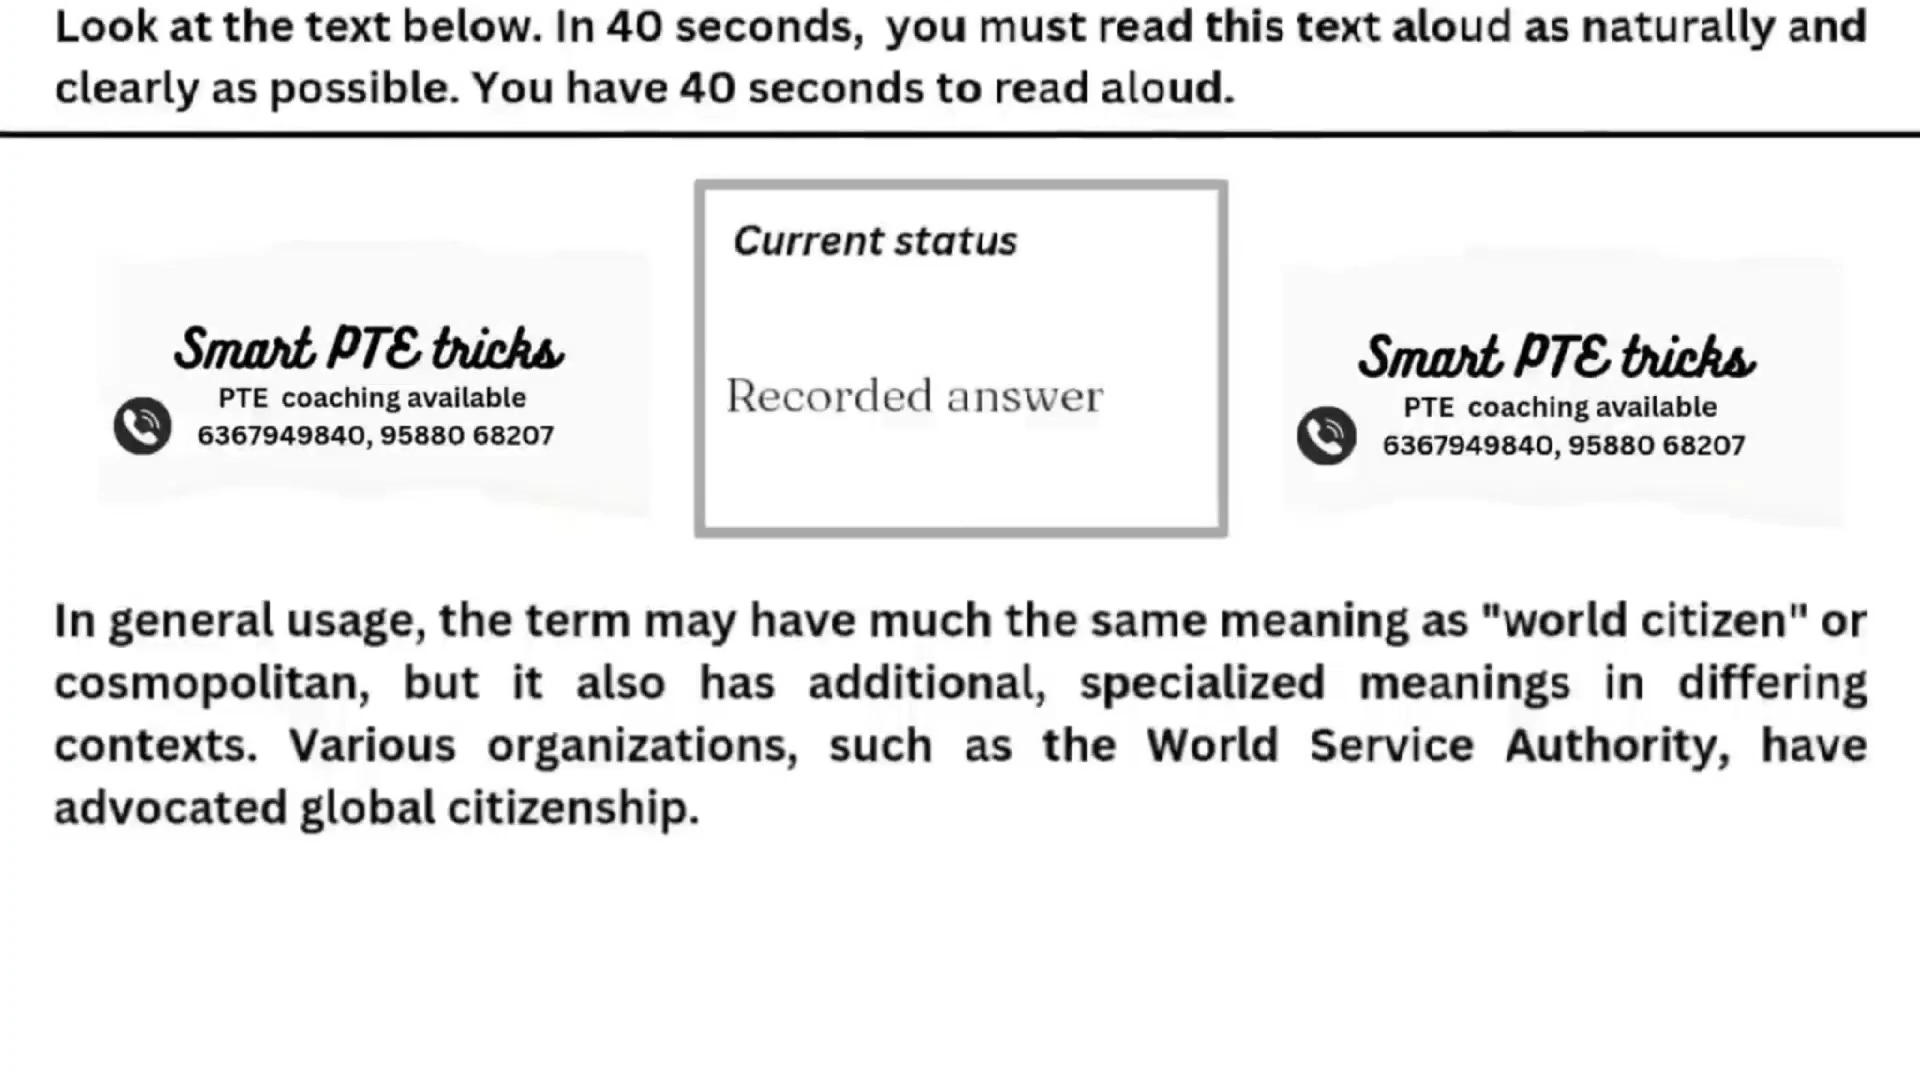 Look at the text below. In 40 seconds, you must read this text aloud as naturally and
clearly as possible. You have 40 seconds to read aloud.
Current status
Recorded answer
Smart PTE tricks
PTE coaching available
6367949840, 95880 68207
Smart PTE tricks
PTE coaching available
6367949840, 95880 68207
In general usage, the term may have much the same meaning as "world citizen" or
cosmopolitan, but it also has additional, specialized meanings in differing
contexts. Various organizations, such as the World Service Authority, have
advocated global citizenship.